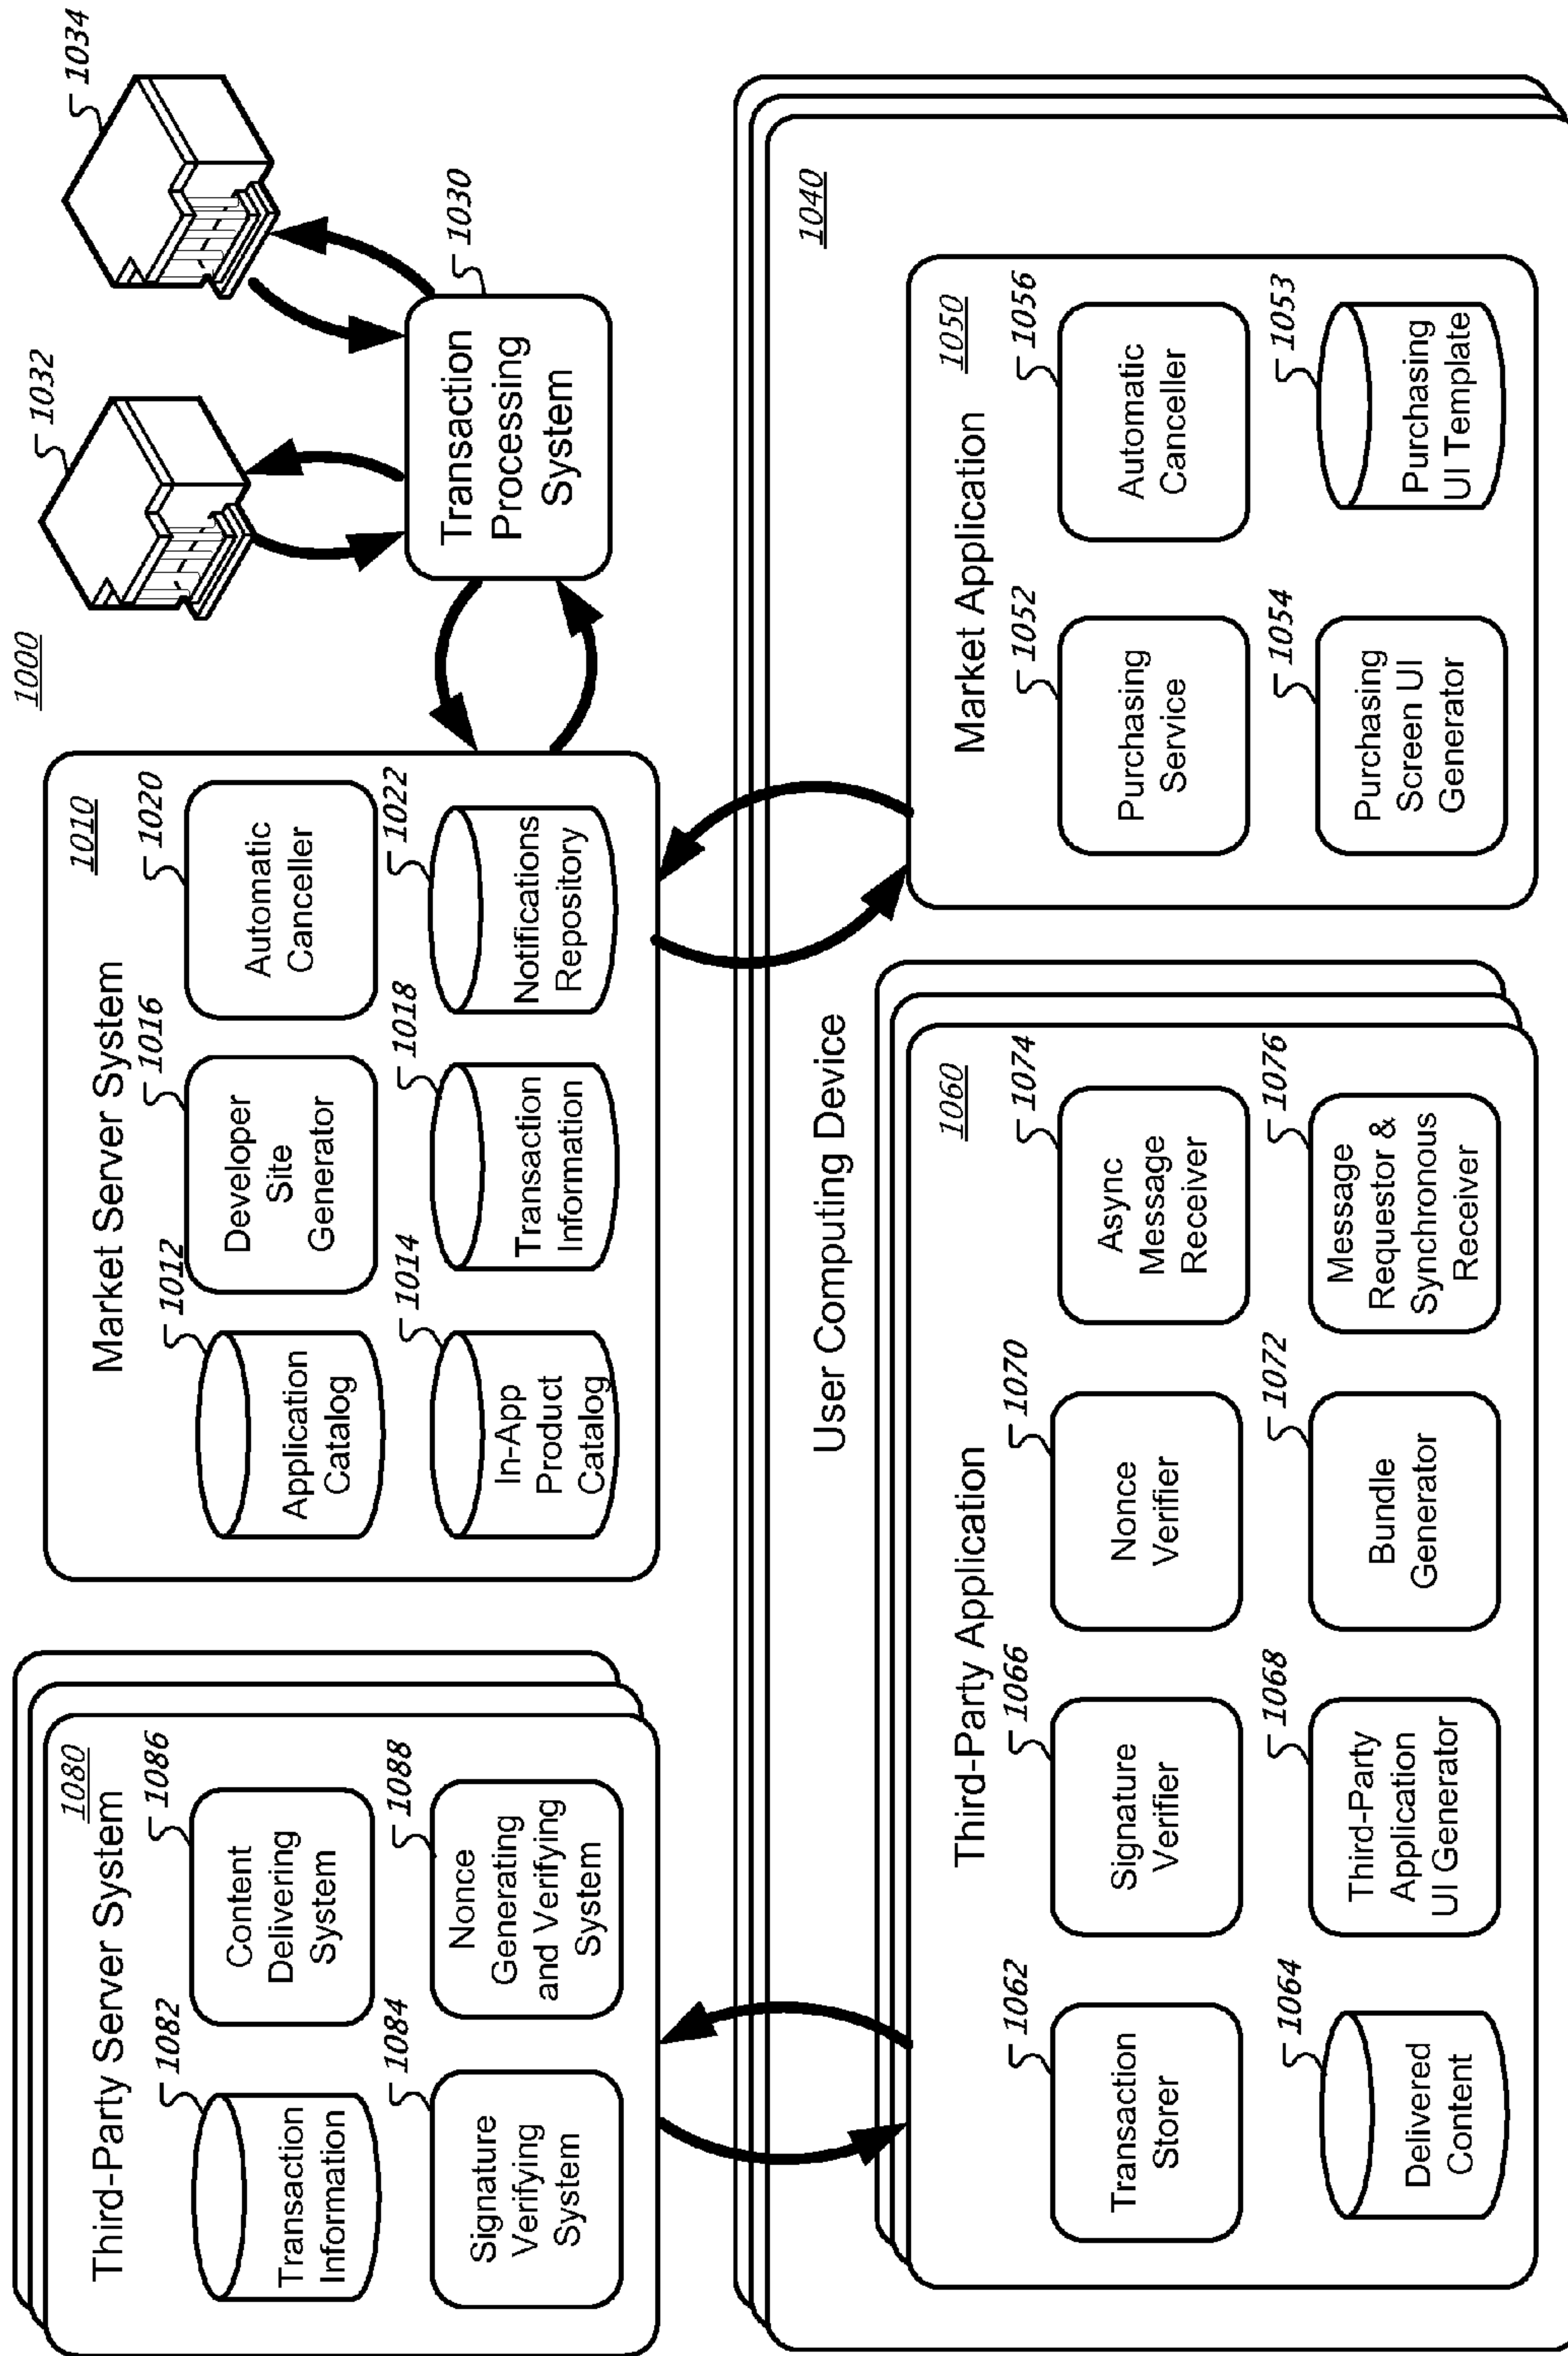 1000
Third-Party Server System
1080
1082
Transaction
Information
1086
Content
Delivering
System
1084
Signature
Verifying
System
1088
Nonce
Generating
and Verifying
System
Market Server System
1010
1012
Application
Catalog
1016
Developer
Site
Generator
1020
Automatic
Canceller
1014
In-App
Product
Catalog
1018
Transaction
Information
1022
Notifications
Repository
1032
1034
1030
Transaction
Processing
System
User Computing Device
1040
Third-Party Application
1060
1062
Transaction
Storer
1066
Signature
Verifier
1070
Nonce
Verifier
1074
Async
Message
Receiver
1064
Delivered
Content
1068
Third-Party
Application
UI Generator
1072
Bundle
Generator
1076
Message
Requestor &
Synchronous
Receiver
Market Application
1050
1052
Purchasing
Service
1056
Automatic
Canceller
1054
Purchasing
Screen UI
Generator
1053
Purchasing
UI Template